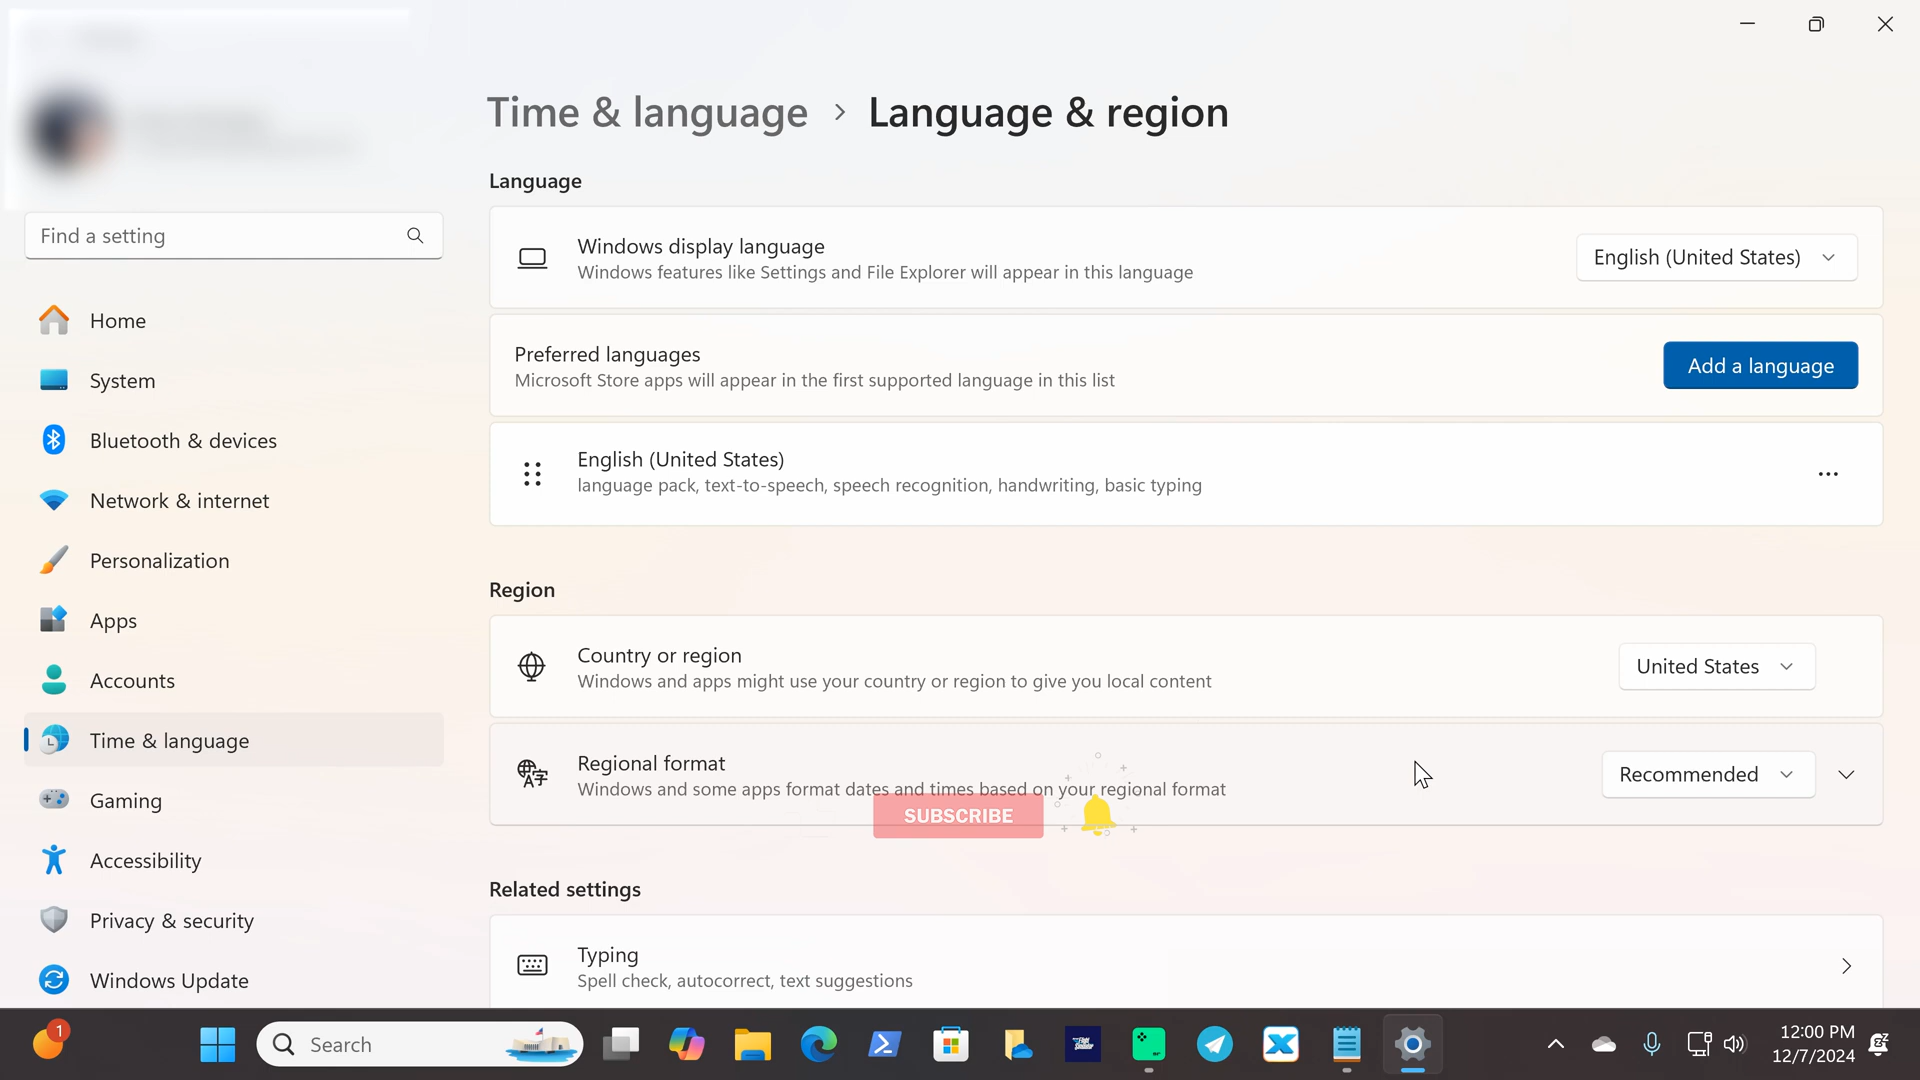 Time & language > Language & region
Language
Find a setting
Windows display language
Windows features like Settings and File Explorer will appear in this language
English (United States)
Home
Preferred languages
Microsoft Store apps will appear in the first supported language in this list
Add a language
System
Bluetooth & devices
English (United States)
language pack, text-to-speech, speech recognition, handwriting, basic typing
Network & internet
Personalization
Region
Apps
Country or region
Windows and apps might use your country or region to give you local content
United States
Accounts
Time & language
Regional format
Windows and some apps format dates and times based on your regional format
Recommended
SUBSCRIBE
Gaming
Accessibility
Related settings
Privacy & security
Typing
Spell check, autocorrect, text suggestions
Windows Update
1
Search
12:00 PM
12/7/2024